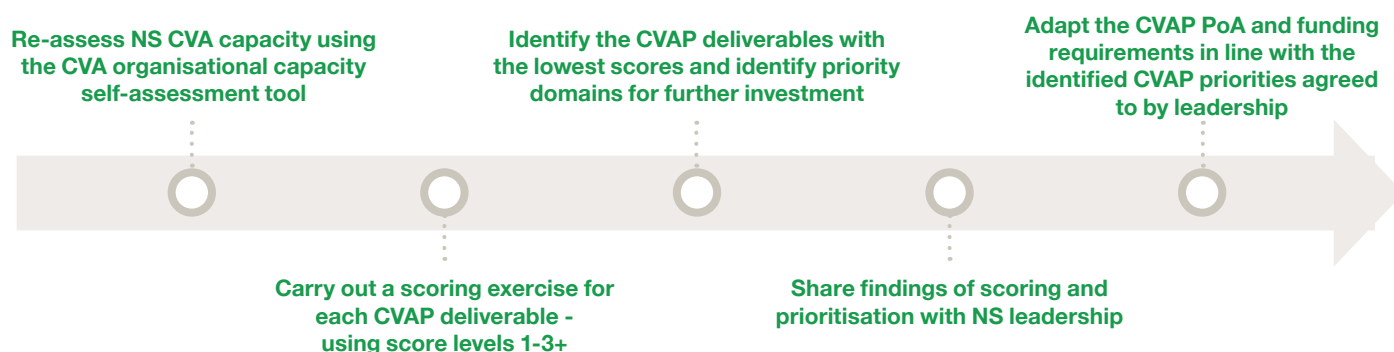 Re-assess NS CVA capacity using
the CVA organisational capacity
self-assessment tool
Carry out a scoring exercise for
each CVAP deliverable -
using score levels 1-3+
Identify the CVAP deliverables with
the lowest scores and identify priority
domains for further investment
Share findings of scoring and
prioritisation with NS leadership
Adapt the CVAP PoA and funding
requirements in line with the
identified CVAP priorities agreed
to by leadership